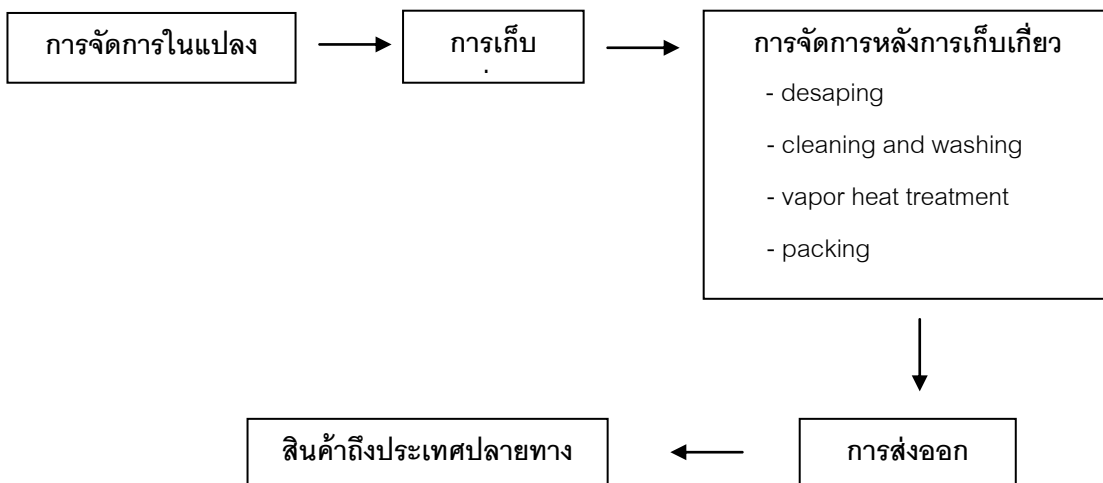 การจัดการในแปลง
การเก็บ
การจัดการหลังการเก็บเกี่ยว
- desaping
- cleaning and washing
- vapor heat treatment
- packing
การส่งออก
สินค้าถึงประเทศปลายทาง